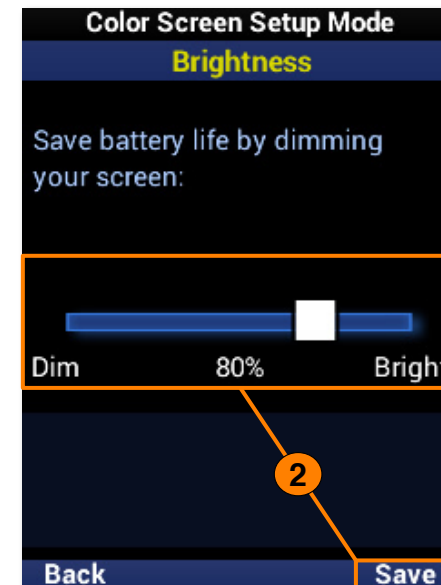 Color Screen Setup Mode
Brightness
Save battery life by dimming
your screen:
Dim 80% Bright
2
Back Save